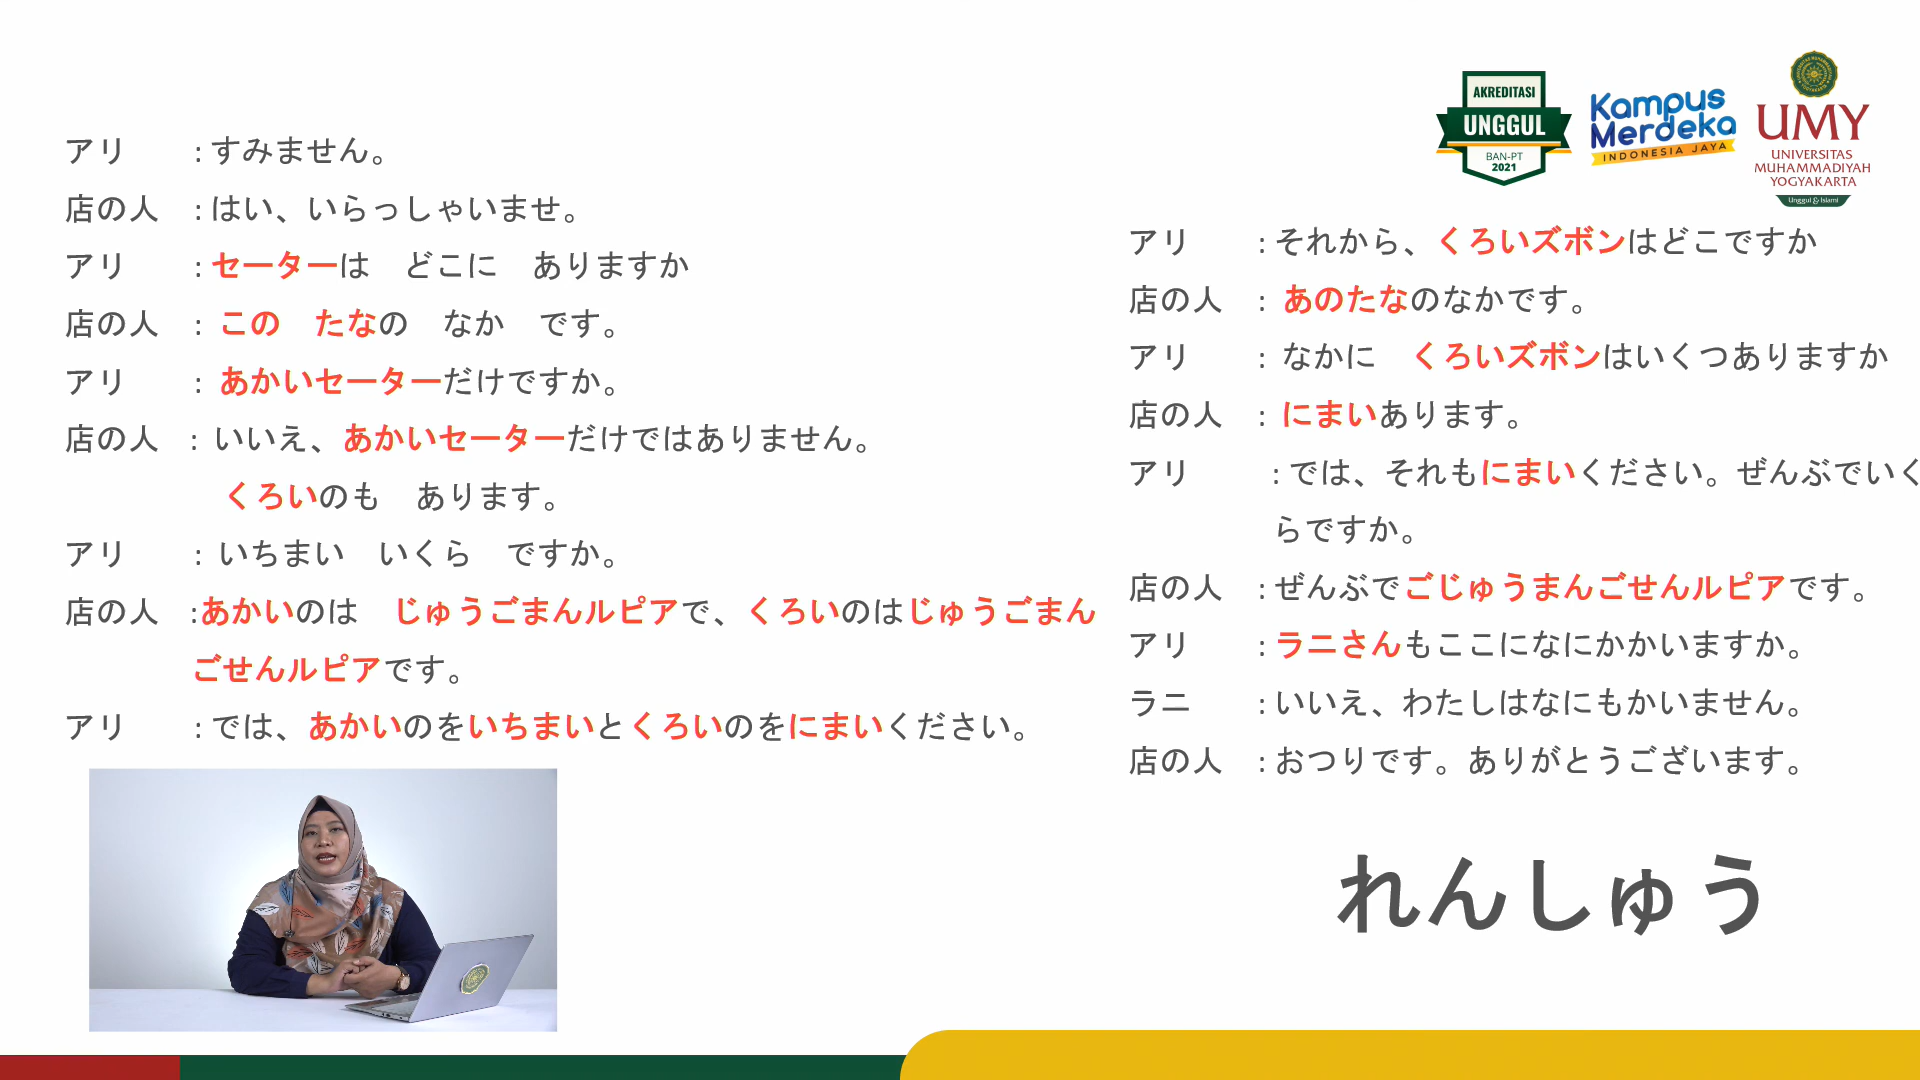 アリ : すみません。
店の人 : はい、いらっしゃいませ。
アリ : セーターは どこに ありますか
店の人 : この たなの なか です。
アリ : あかいセーターだけですか。
店の人 : いいえ、あかいセーターだけではありません。
くろいのも あります。
アリ : いちまい いくら ですか。
店の人 :あかいのは じゅうごまんルピアで、くろいのはじゅうごまん
ごせんルピアです。
アリ : では、あかいのをいちまいとくろいのをにまいください。
AKREDITASI
UNGGUL
BAN-PT
2021
Kampus
Merdeka
INDONESIA JAYA
UMY
UNIVERSITAS
MUHAMMADIYAH
YOGYAKARTA
Unggul & Islami
アリ : それから、くろいズボンはどこですか
店の人 : あのたなのなかです。
アリ : なかに くろいズボンはいくつありますか
店の人 : にまいあります。
アリ : では、それもにまいください。ぜんぶでいく
らですか。
店の人 : ぜんぶでごじゅうまんごせんルピアです。
アリ : ラニさんもここになにかかいますか。
ラニ : いいえ、わたしはなにもかいません。
店の人 : おつりです。ありがとうございます。
れんしゅう